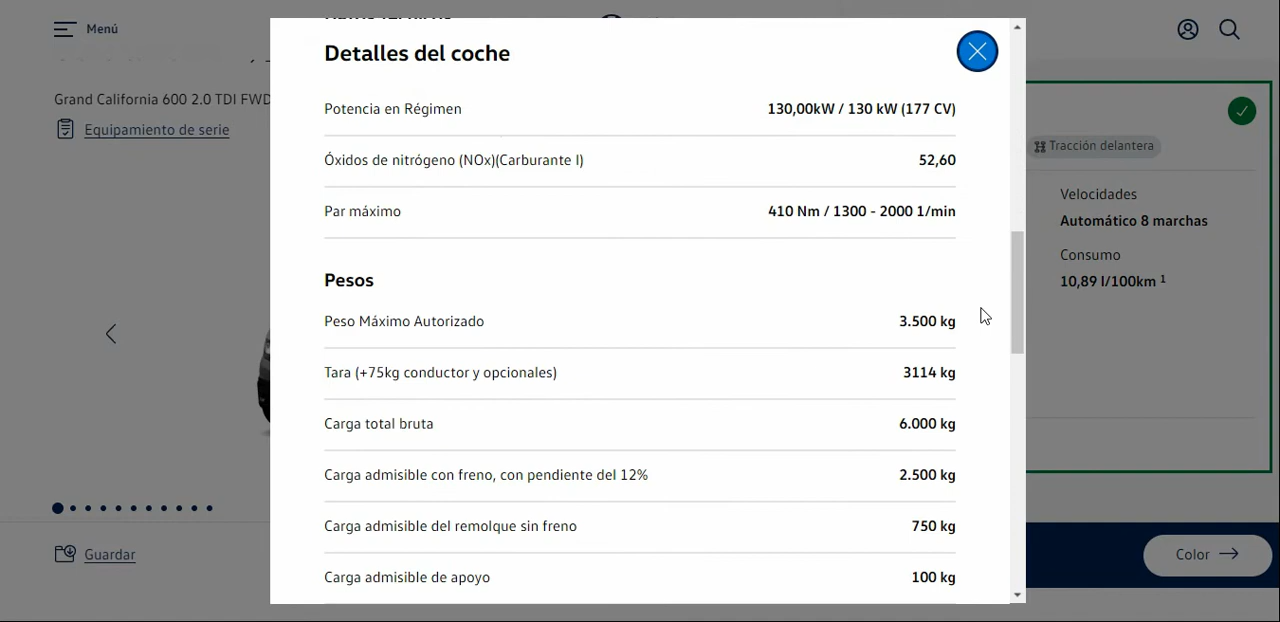 Menú
Grand California 600 2.0 TDI FWD
Equipamiento de serie
Guardar
Detalles del coche
Potencia en Régimen 130,00kW / 130 kW (177 CV)
Óxidos de nitrógeno (NOx)(Carburante I) 52,60
Par máximo 410 Nm / 1300 - 2000 1/min
Pesos
Peso Máximo Autorizado 3.500 kg
Tara (+75kg conductor y opcionales) 3114 kg
Carga total bruta 6.000 kg
Carga admisible con freno, con pendiente del 12% 2.500 kg
Carga admisible del remolque sin freno 750 kg
Carga admisible de apoyo 100 kg
Tracción delantera
Velocidades
Automático 8 marchas
Consumo
10,89 l/100km 1
Color